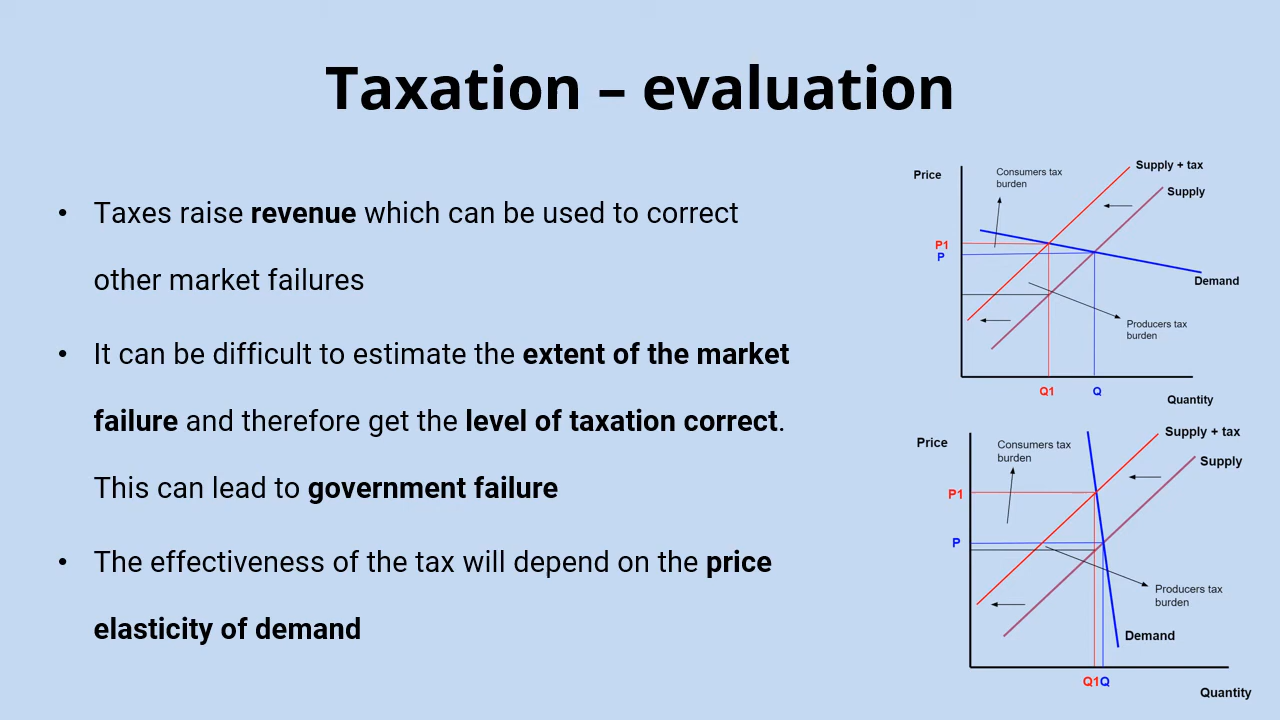 Taxation – evaluation
• Taxes raise revenue which can be used to correct
other market failures
• It can be difficult to estimate the extent of the market
failure and therefore get the level of taxation correct.
This can lead to government failure
• The effectiveness of the tax will depend on the price
elasticity of demand
Price
Consumers tax
burden
Supply + tax
Supply
P1
P
Demand
Producers tax
burden
Q1
Q
Quantity
Price
Consumers tax
burden
Supply + tax
Supply
P1
P
Producers tax
burden
Demand
Q1
Q
Quantity